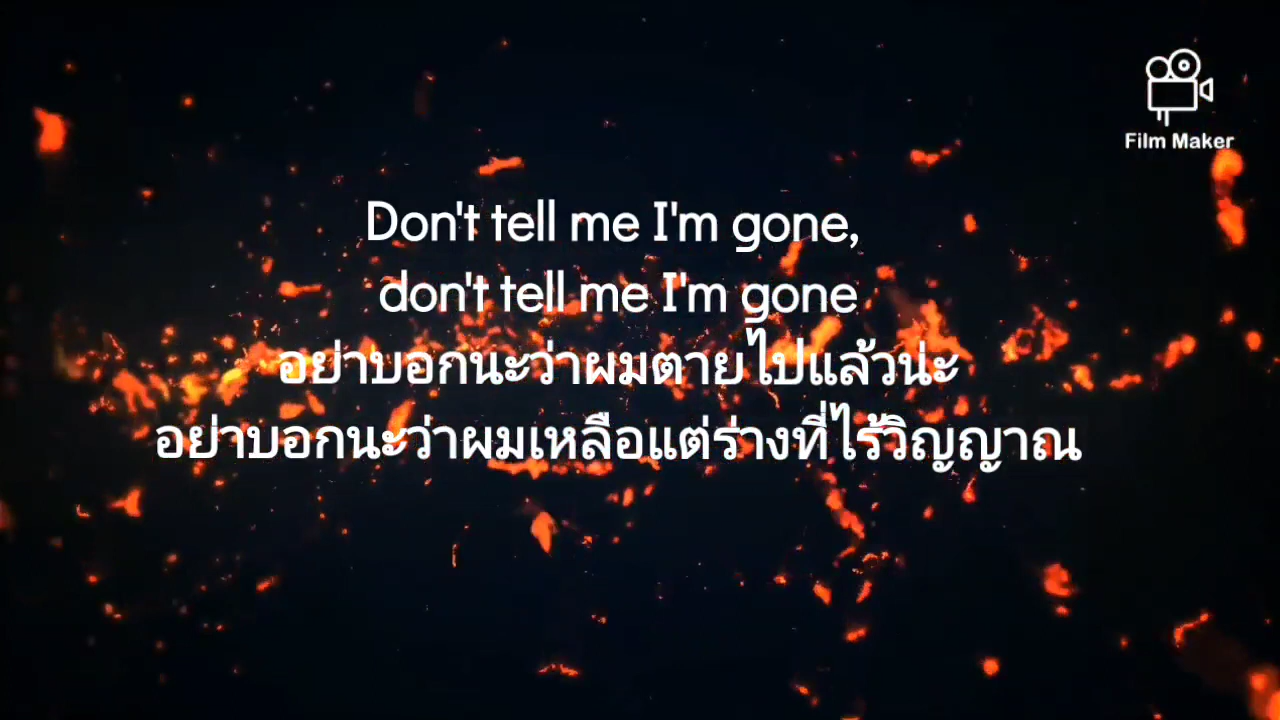 Film Maker
Don't tell me I'm gone,
don't tell me I'm gone
อย่าบอกนะว่าผมตายไปแล้วน่ะ
อย่าบอกนะว่าผมเหลือแต่ร่างที่ไร้วิญญาณ